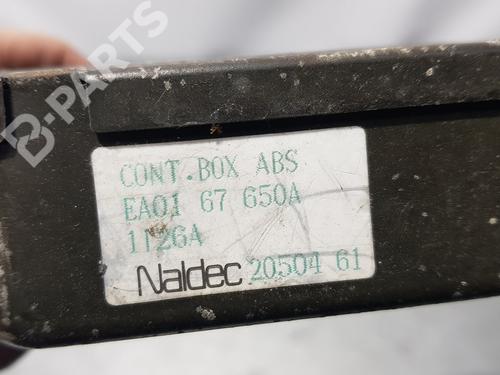 B-PARTS
CONT.BOX ABS
EA01 67 650A
1126A
Naldec 20504 61